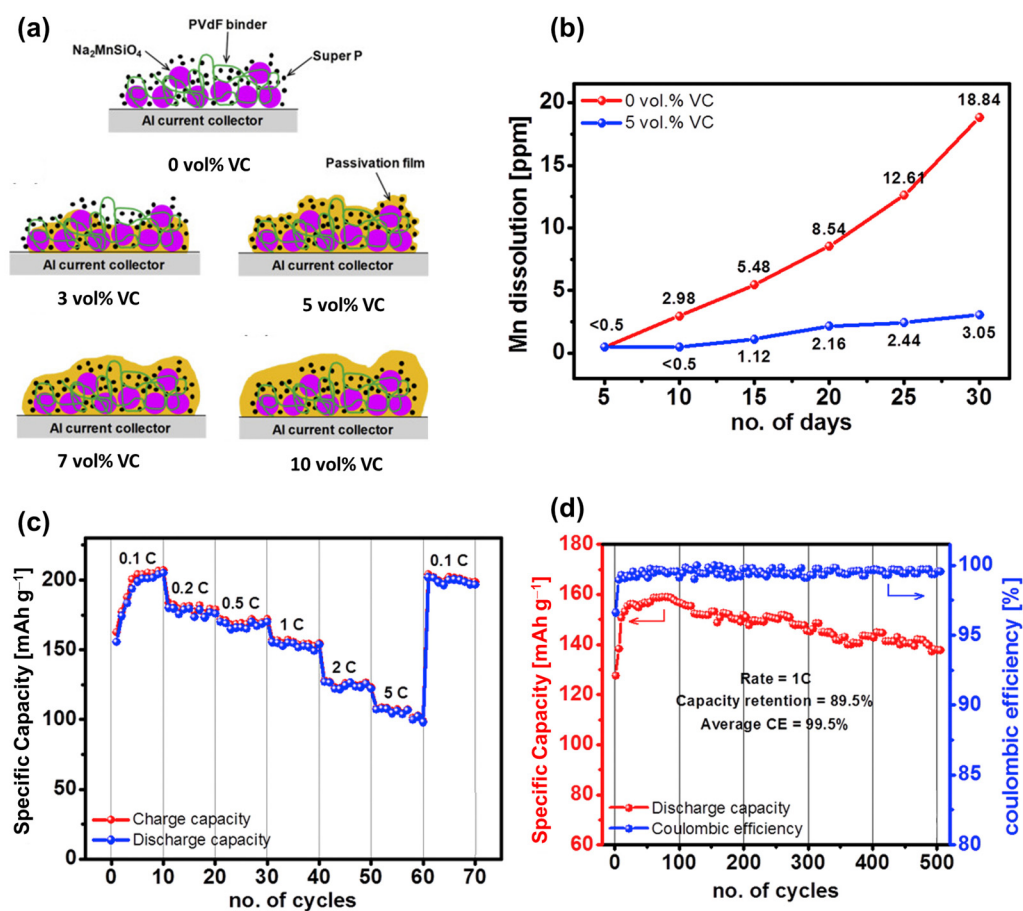 (a)
PVdF binder
Na₂MnSiO₄
Super P
Al current collector
0 vol% VC
Passivation film
Al current collector
Al current collector
3 vol% VC
5 vol% VC
Al current collector
Al current collector
7 vol% VC
10 vol% VC
(b)
Mn dissolution [ppm]
20
15
10
5
0
0 vol.% VC
5 vol.% VC
<0.5
2.98
5.48
8.54
12.61
18.84
<0.5
1.12
2.16
2.44
3.05
5 10 15 20 25 30
no. of days
(c)
Specific Capacity [mAh g⁻¹]
200
150
100
50
0
0.1 C
0.2 C
0.5 C
1 C
2 C
5 C
0.1 C
Charge capacity
Discharge capacity
0 10 20 30 40 50 60 70
no. of cycles
(d)
Specific Capacity [mAh g⁻¹]
180
160
140
120
100
80
60
Rate = 1C
Capacity retention = 89.5%
Average CE = 99.5%
Discharge capacity
Coulombic efficiency
0 100 200 300 400 500
no. of cycles
100
95
90
85
80
coulombic efficiency [%]